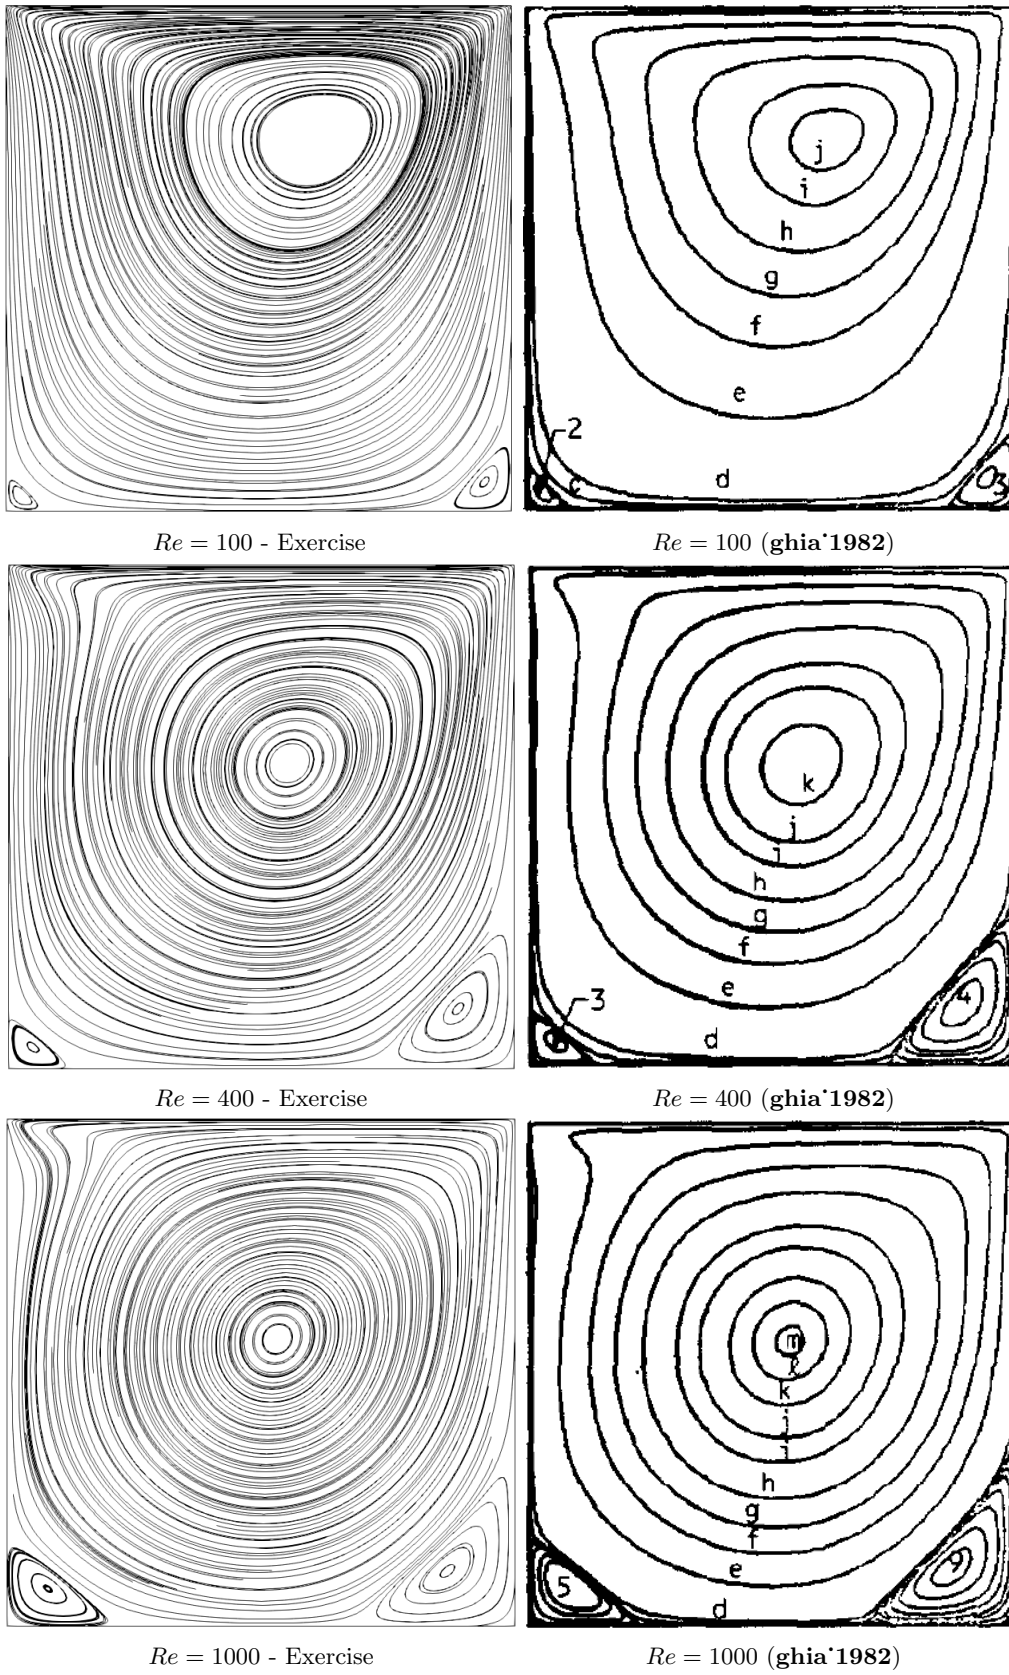 j
i
h
g
f
e
2
c
d
3
Re = 100 - Exercise
Re = 100 (ghia˙1982)
k
j
i
h
g
f
e
4
3
d
Re = 400 - Exercise
Re = 400 (ghia˙1982)
m
ℓ
k
j
i
h
g
f
e
9
5
d
Re = 1000 - Exercise
Re = 1000 (ghia˙1982)